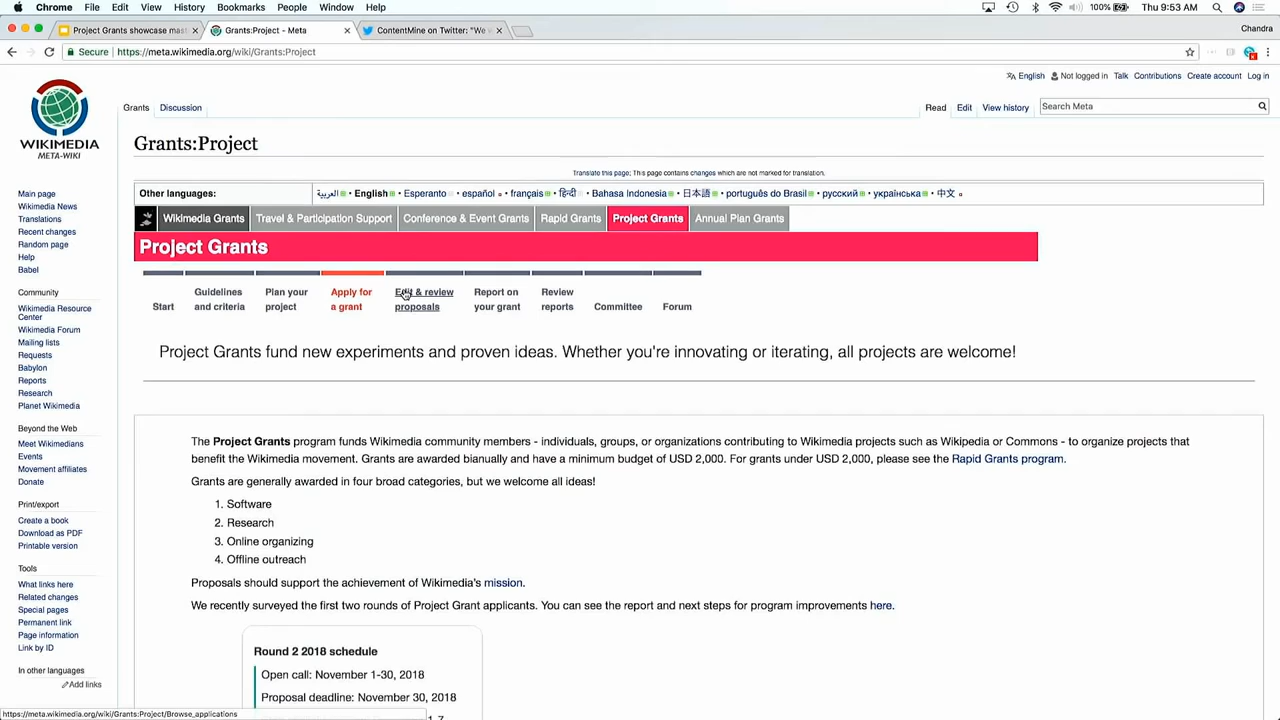 Chrome File Edit View History Bookmarks People Window Help 100% Thu 9:53 AM
Project Grants showcase mas
Grants:Project - Meta
ContentMine on Twitter: "We w
Chandra
Secure https://meta.wikimedia.org/wiki/Grants:Project
English Not logged in Talk Contributions Create account Log in
Grants Discussion
Read Edit View history Search Meta
WIKIMEDIA
META-WIKI
Grants:Project
Translate this page; This page contains changes which are not marked for translation.
Other languages: العربية • English • Esperanto • español • français • हिन्दी • Bahasa Indonesia • 日本語 • português do Brasil • русский • українська • 中文
Wikimedia Grants Travel & Participation Support Conference & Event Grants Rapid Grants Project Grants Annual Plan Grants
Project Grants
Start
Guidelines
and criteria
Plan your
project
Apply for
a grant
& review
proposals
Report on
your grant
Review
reports
Committee
Forum
Project Grants fund new experiments and proven ideas. Whether you're innovating or iterating, all projects are welcome!
The Project Grants program funds Wikimedia community members - individuals, groups, or organizations contributing to Wikimedia projects such as Wikipedia or Commons - to organize projects that
benefit the Wikimedia movement. Grants are awarded bianually and have a minimum budget of USD 2,000. For grants under USD 2,000, please see the Rapid Grants program.
Grants are generally awarded in four broad categories, but we welcome all ideas!
1. Software
2. Research
3. Online organizing
4. Offline outreach
Proposals should support the achievement of Wikimedia's mission.
We recently surveyed the first two rounds of Project Grant applicants. You can see the report and next steps for program improvements here.
Round 2 2018 schedule
Open call: November 1-30, 2018
Proposal deadline: November 30, 2018
Main page
Wikimedia News
Translations
Recent changes
Random page
Help
Babel
Community
Wikimedia Resource
Center
Wikimedia Forum
Mailing lists
Requests
Babylon
Reports
Research
Planet Wikimedia
Beyond the Web
Meet Wikimedians
Events
Movement affiliates
Donate
Print/export
Create a book
Download as PDF
Printable version
Tools
What links here
Related changes
Special pages
Permanent link
Page information
Link by ID
In other languages
Add links
https://meta.wikimedia.org/wiki/Grants:Project/Browse_applications